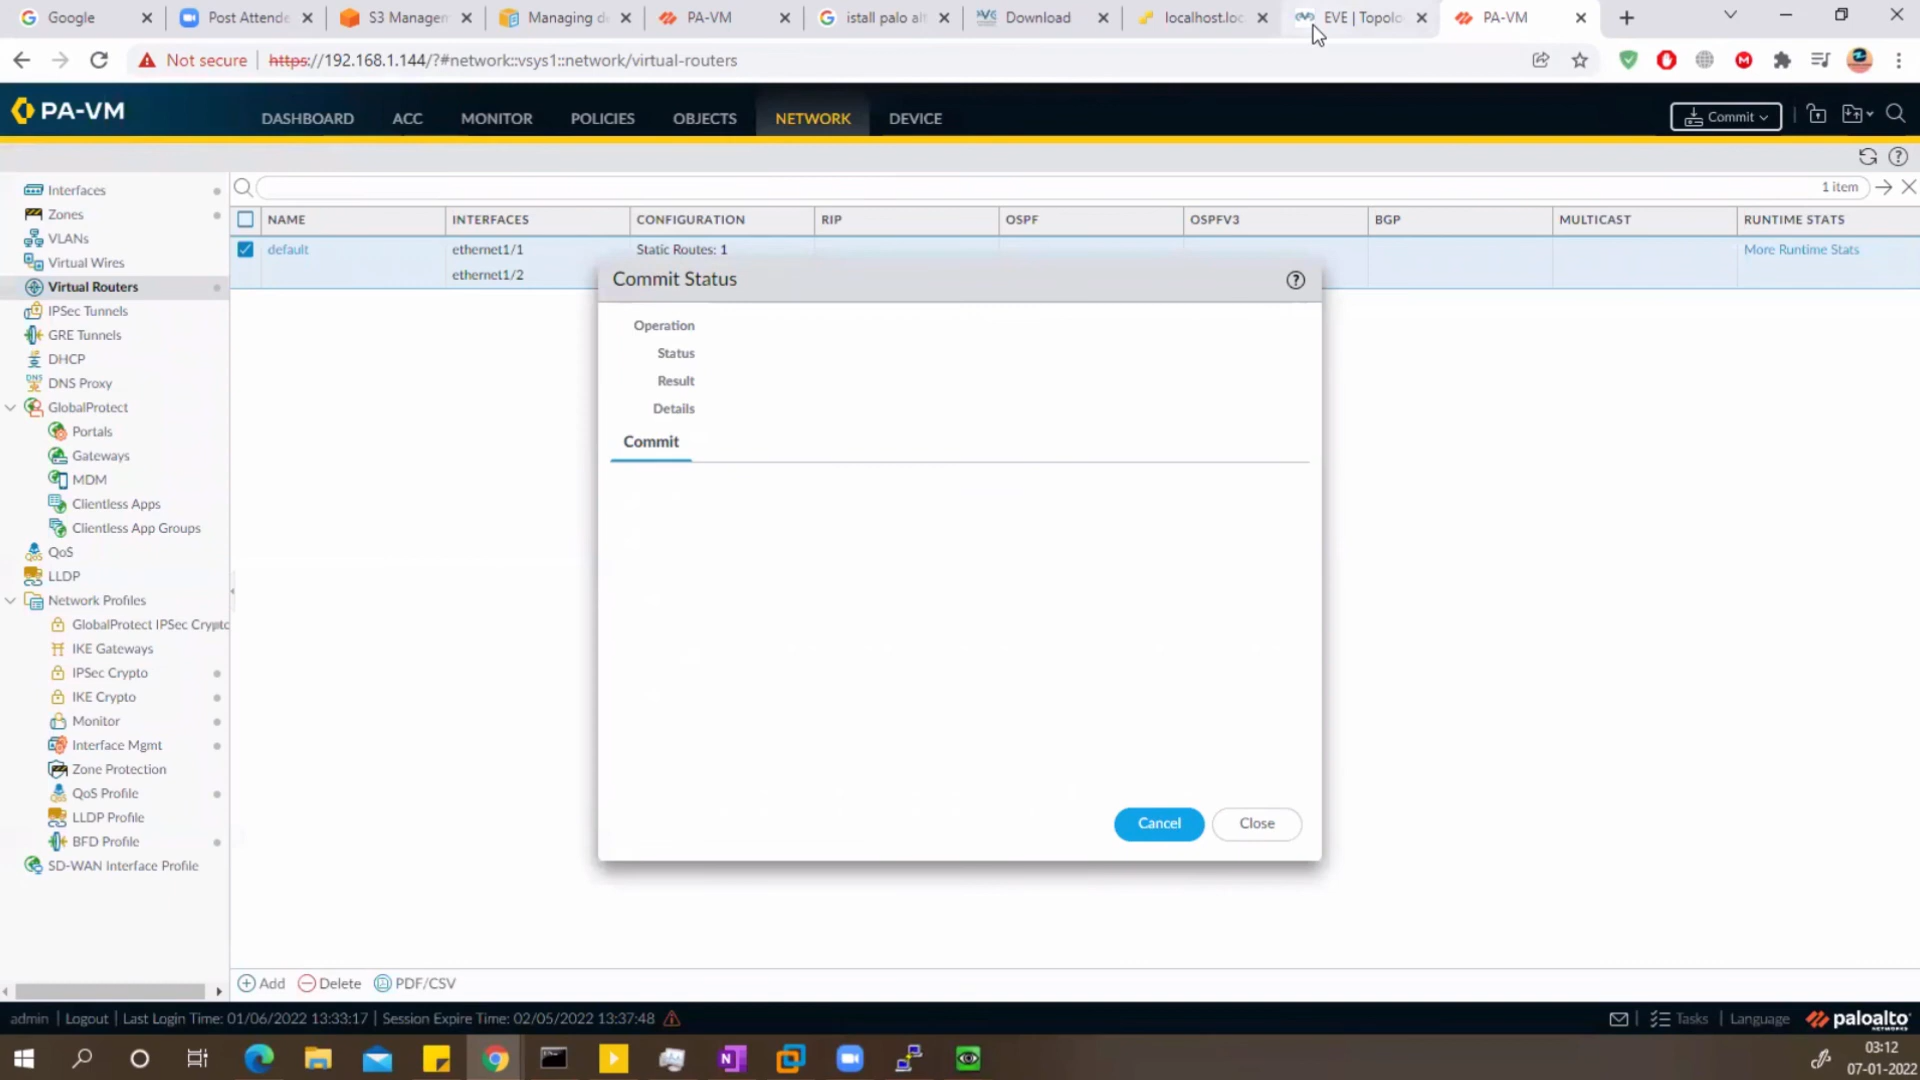 Google
Post Attende
S3 Managem
Managing d
PA-VM
istall palo alt
Download
localhost.loc
EVE | Topolo
PA-VM
Not secure | https://192.168.1.144/?#network::vsys1::network/virtual-routers
PA-VM
DASHBOARD ACC MONITOR POLICIES OBJECTS NETWORK DEVICE
Commit
1 item
NAME INTERFACES CONFIGURATION RIP OSPF OSPFV3 BGP MULTICAST RUNTIME STATS
default ethernet1/1 Static Routes: 1 More Runtime Stats
ethernet1/2
Interfaces
Zones
VLANs
Virtual Wires
Virtual Routers
IPSec Tunnels
GRE Tunnels
DHCP
DNS Proxy
GlobalProtect
Portals
Gateways
MDM
Clientless Apps
Clientless App Groups
QoS
LLDP
Network Profiles
GlobalProtect IPSec Crypto
IKE Gateways
IPSec Crypto
IKE Crypto
Monitor
Interface Mgmt
Zone Protection
QoS Profile
LLDP Profile
BFD Profile
SD-WAN Interface Profile
Commit Status
Operation
Status
Result
Details
Commit
Cancel Close
Add Delete PDF/CSV
admin | Logout | Last Login Time: 01/06/2022 13:33:17 | Session Expire Time: 02/05/2022 13:37:48
Tasks | Language paloalto
NETWORKS
03:12
07-01-2022